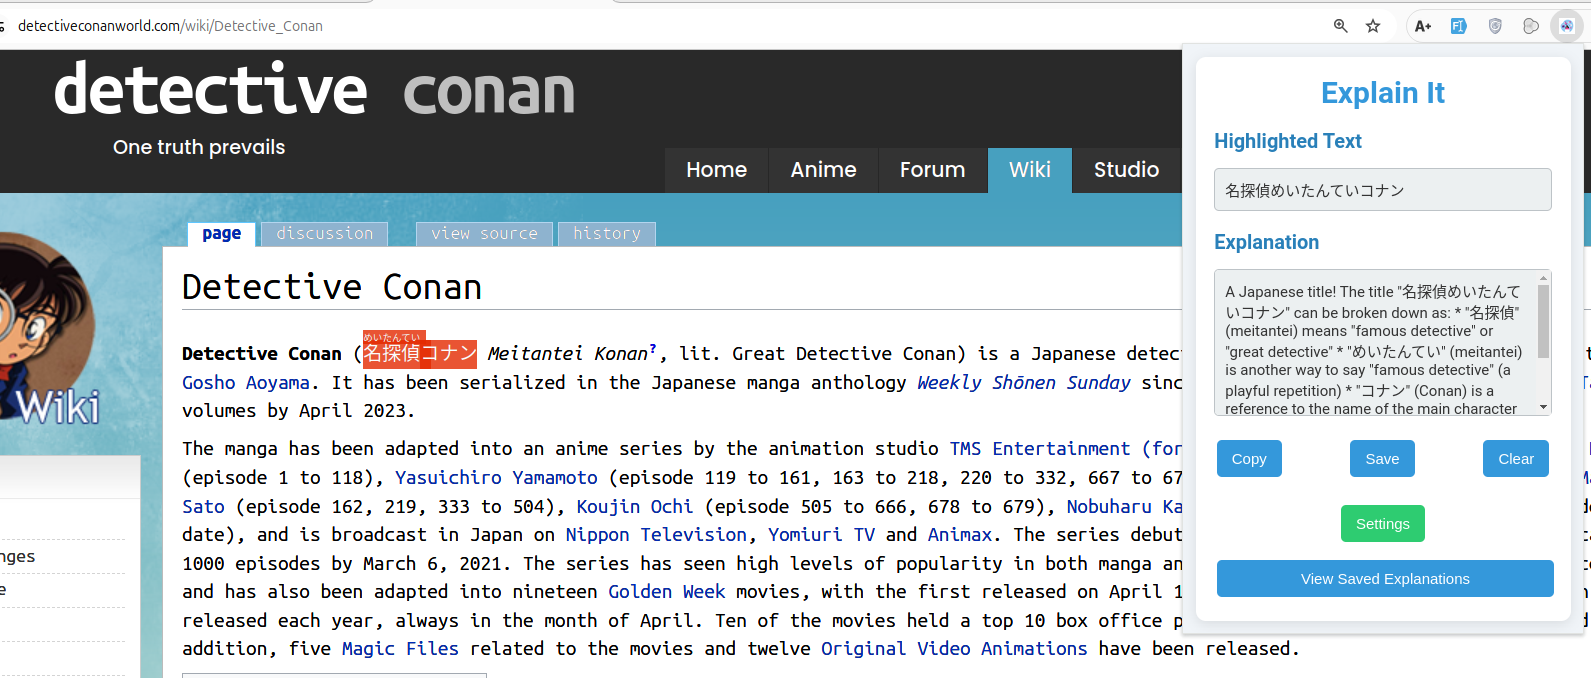 detectiveconanworld.com/wiki/Detective_Conan
A+
detective conan
One truth prevails
Home Anime Forum Wiki Studio
page discussion view source history
Wiki
Detective Conan
めいたんてい
Detective Conan (名探偵コナン Meitantei Konan?, lit. Great Detective Conan) is a Japanese detec
Gosho Aoyama. It has been serialized in the Japanese manga anthology Weekly Shōnen Sunday sinc
volumes by April 2023.
The manga has been adapted into an anime series by the animation studio TMS Entertainment (for
(episode 1 to 118), Yasuichiro Yamamoto (episode 119 to 161, 163 to 218, 220 to 332, 667 to 67
Sato (episode 162, 219, 333 to 504), Koujin Ochi (episode 505 to 666, 678 to 679), Nobuharu Ka
date), and is broadcast in Japan on Nippon Television, Yomiuri TV and Animax. The series debut
1000 episodes by March 6, 2021. The series has seen high levels of popularity in both manga an
and has also been adapted into nineteen Golden Week movies, with the first released on April 1
released each year, always in the month of April. Ten of the movies held a top 10 box office p
addition, five Magic Files related to the movies and twelve Original Video Animations have been released.
nges
e
Explain It
Highlighted Text
名探偵めいたんていコナン
Explanation
A Japanese title! The title "名探偵めいたんて
いコナン" can be broken down as: * "名探偵"
(meitantei) means "famous detective" or
"great detective" * "めいたんてい" (meitantei)
is another way to say "famous detective" (a
playful repetition) * "コナン" (Conan) is a
reference to the name of the main character
Copy Save Clear
Settings
View Saved Explanations